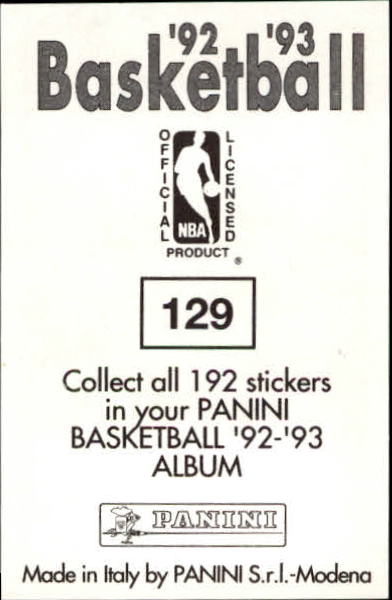 '92 '93
Basketball
OFFICIAL LICENSED
NBA
PRODUCT ®
129
Collect all 192 stickers
in your PANINI
BASKETBALL '92-'93
ALBUM
PANINI
Made in Italy by PANINI S.r.l.-Modena